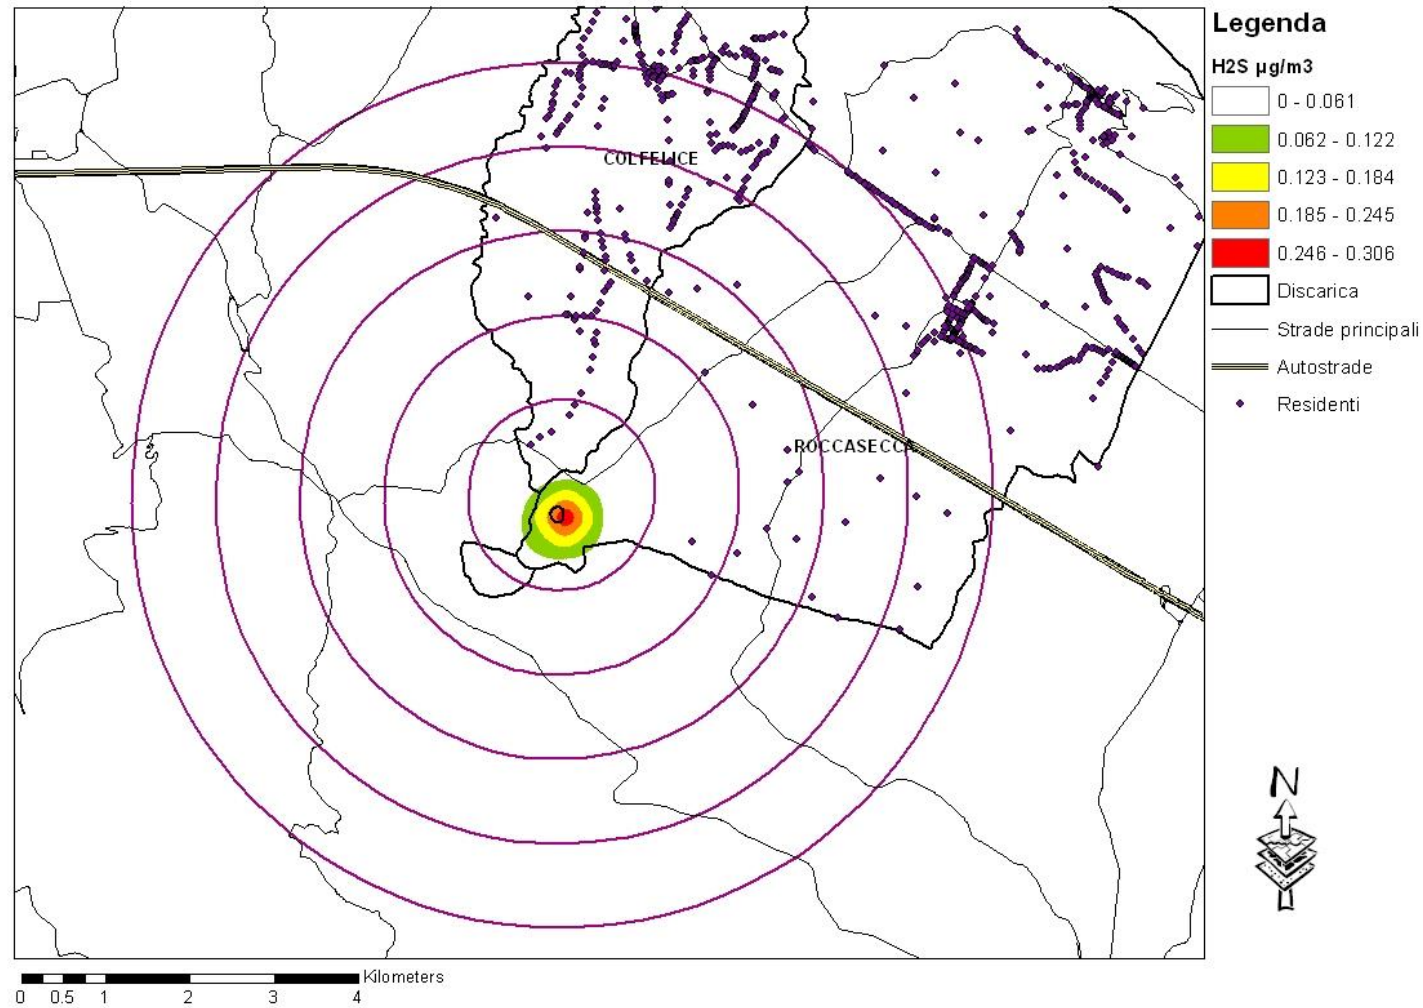 Legenda
H2S µg/m3
0 - 0.061
0.062 - 0.122
0.123 - 0.184
0.185 - 0.245
0.246 - 0.306
Discarica
Strade principali
Autostrade
Residenti
COLFELICE
ROCCASECCA
N
Kilometers
0 0.5 1 2 3 4